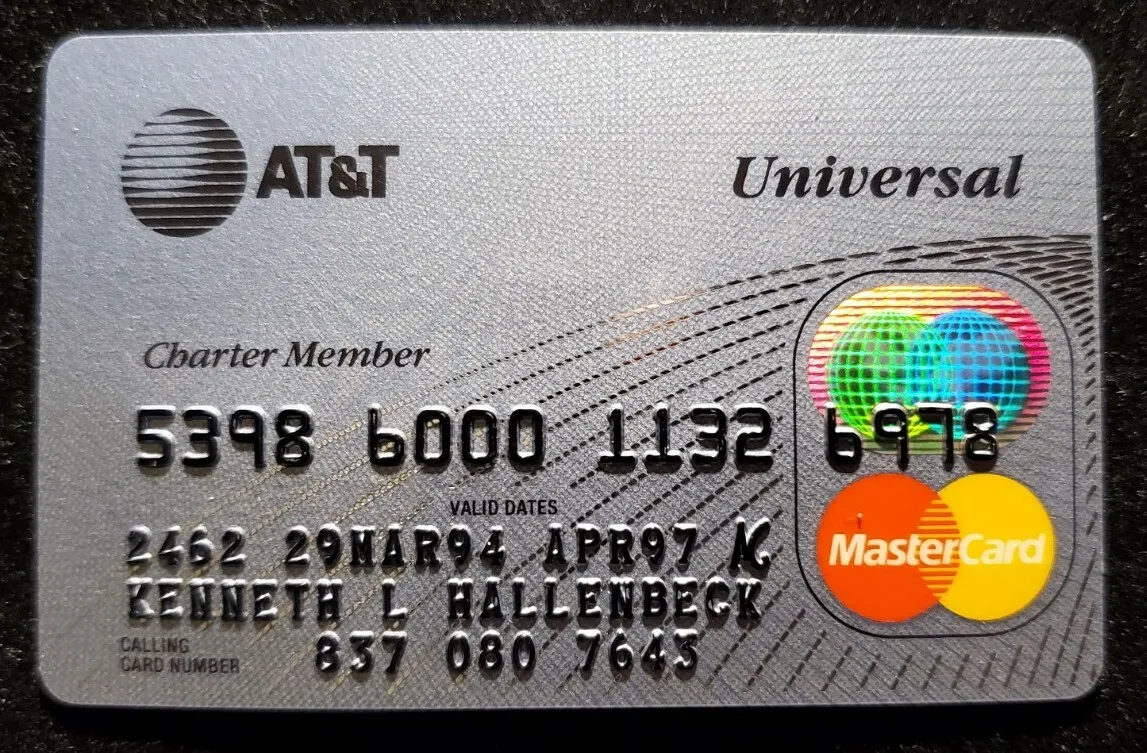 AT&T
Universal
Charter Member
5398 6000 1132 6978
VALID DATES
2462 29MAR94 APR97
KENNETH L HALLENBECK
CALLING
CARD NUMBER 837 080 7643
MasterCard